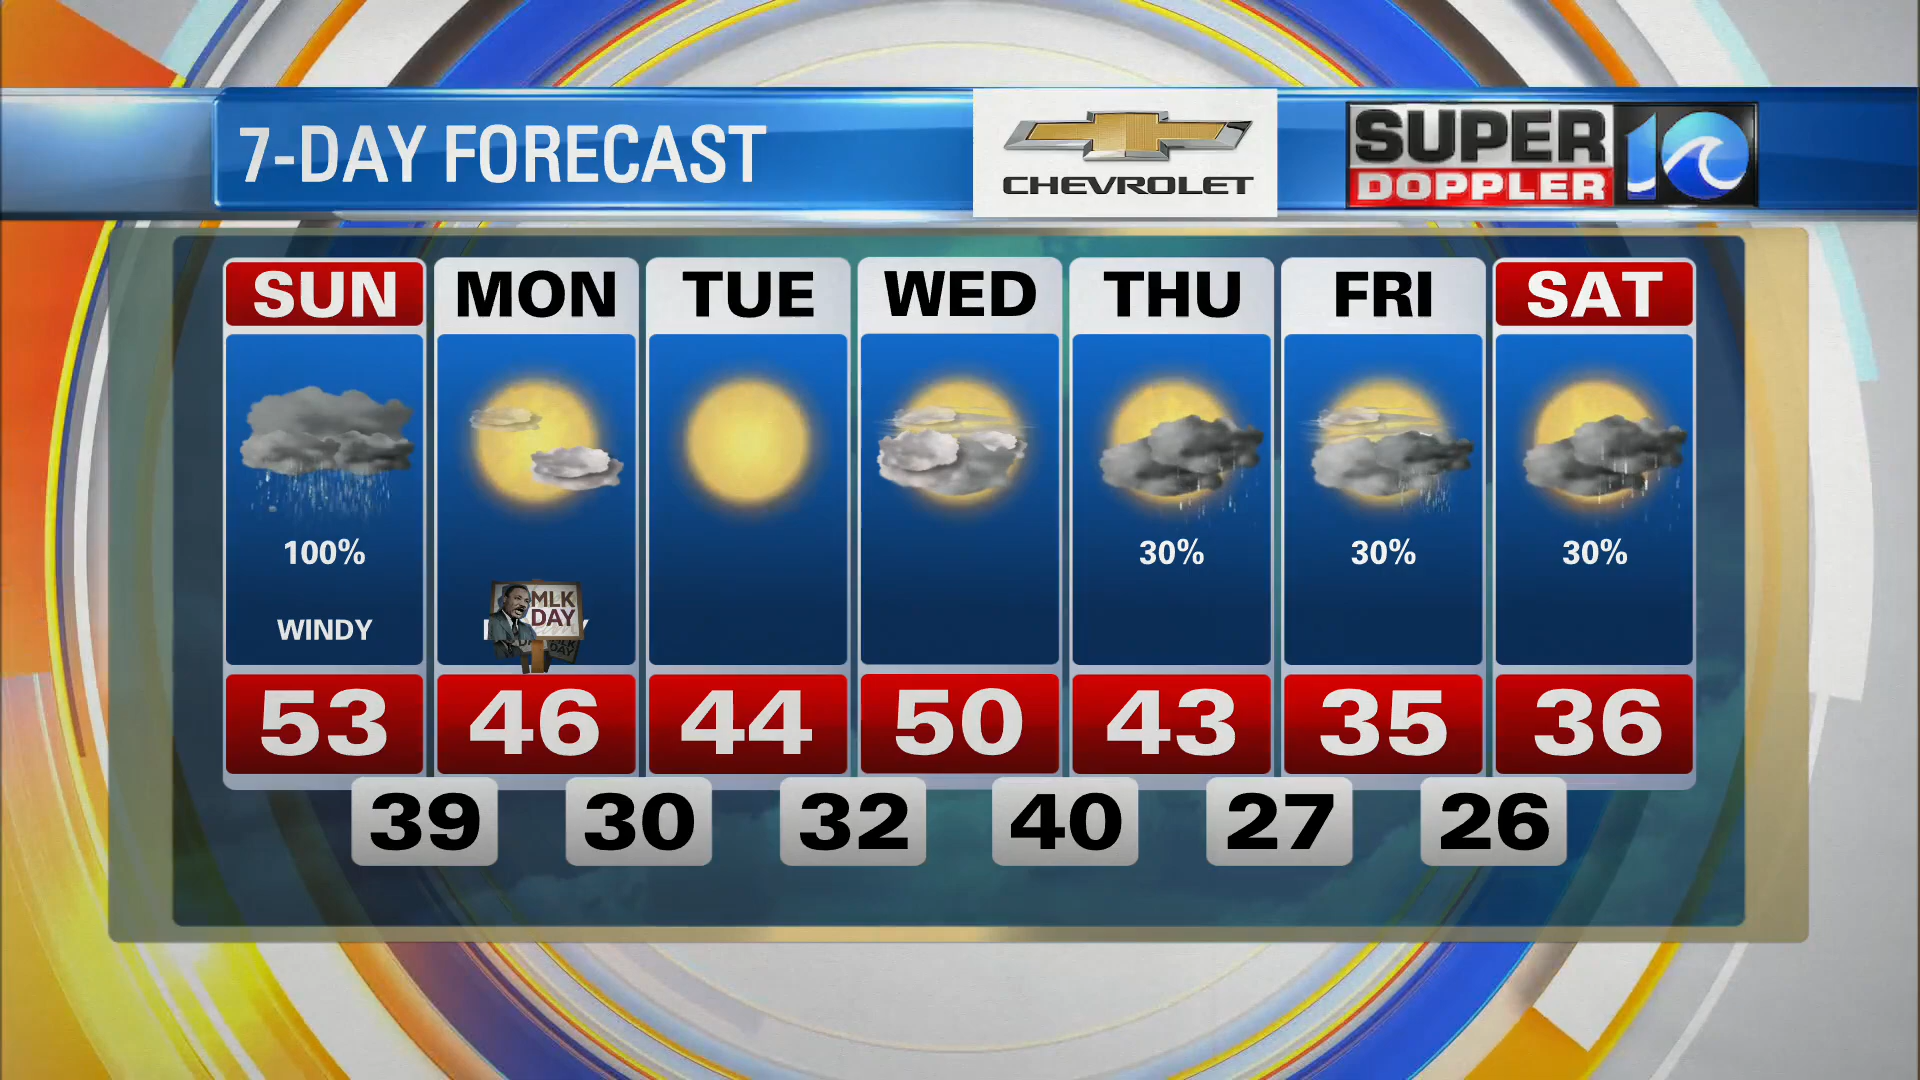 7-DAY FORECAST
CHEVROLET
SUPER
DOPPLER
10
SUN MON TUE WED THU FRI SAT
100% 30% 30% 30%
WINDY
MLK
DAY
53 46 44 50 43 35 36
39 30 32 40 27 26